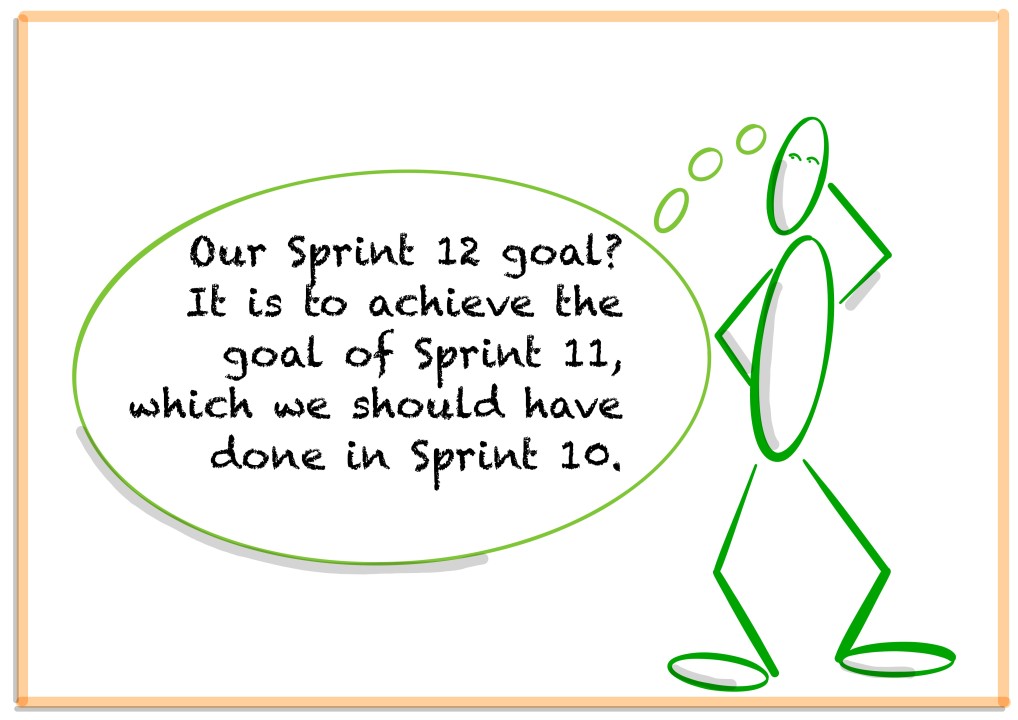 Our Sprint 12 goal?
It is to achieve the
goal of Sprint 11,
which we should have
done in Sprint 10.